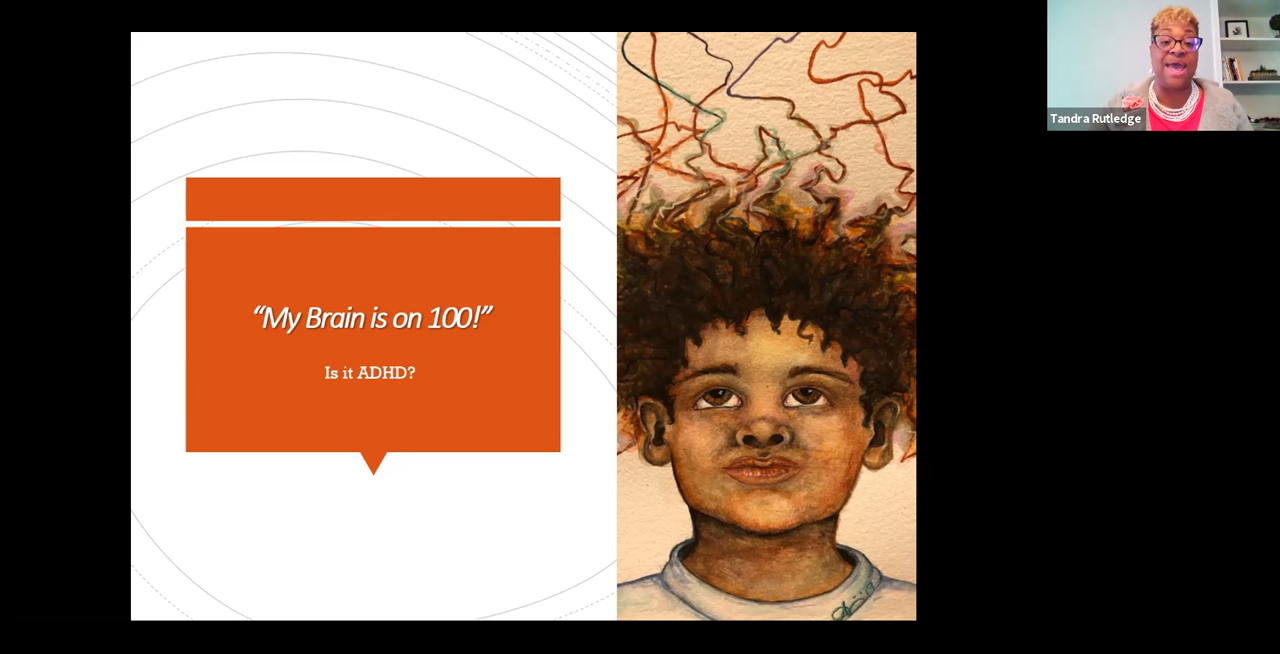 “My Brain is on 100!”
Is it ADHD?
Tandra Rutledge